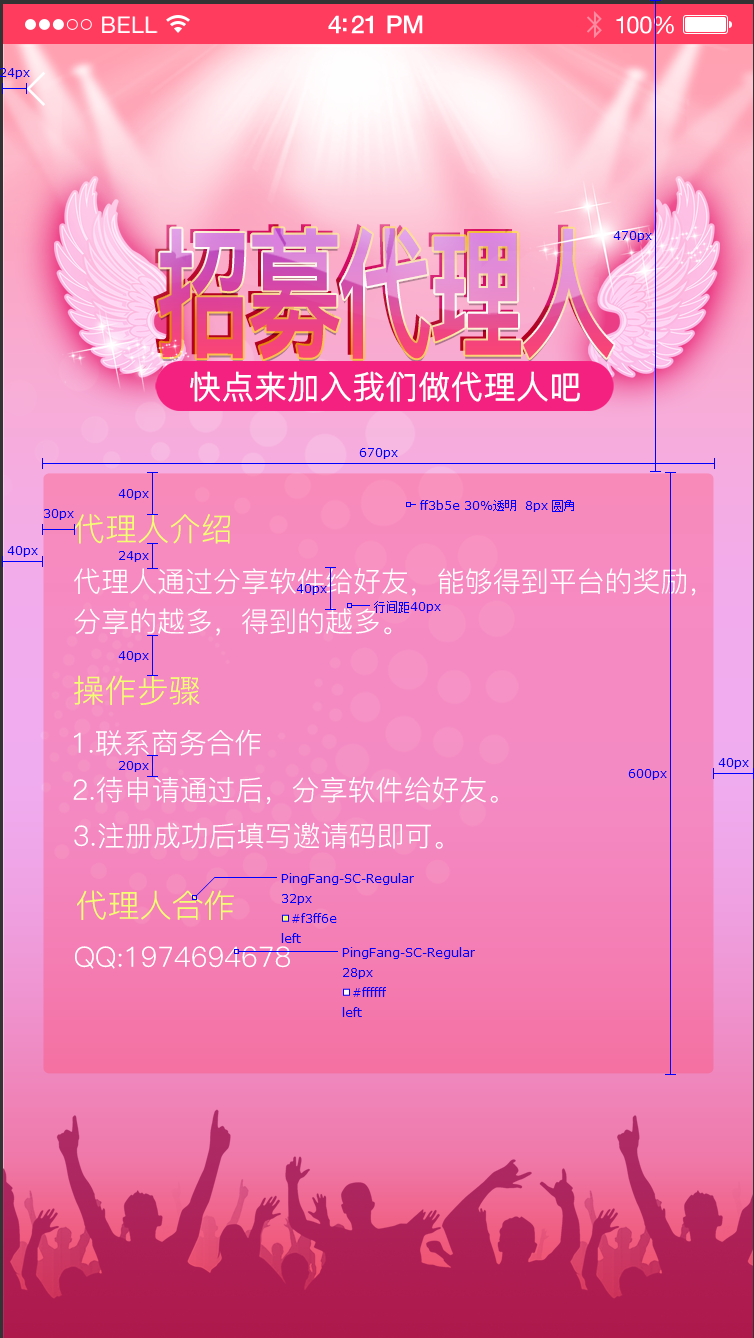 BELL 4:21 PM 100%
24px
470px
招募代理人
快点来加入我们做代理人吧
670px
40px
ff3b5e 30%透明 8px 圆角
30px
代理人介绍
40px
24px
代理人通过分享软件给好友，能够得到平台的奖励，
40px
行间距40px
分享的越多，得到的越多。
40px
操作步骤
1.联系商务合作
20px
600px
40px
2.待申请通过后，分享软件给好友。
3.注册成功后填写邀请码即可。
PingFang-SC-Regular
32px
代理人合作
#f3ff6e
left
PingFang-SC-Regular
QQ:1974694678
28px
#ffffff
left